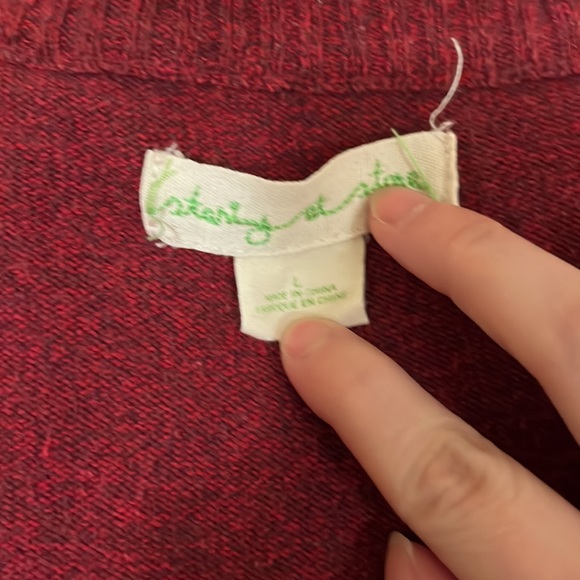 staring at stars
L
MADE IN CHINA
FABRIQUÉ EN CHINE